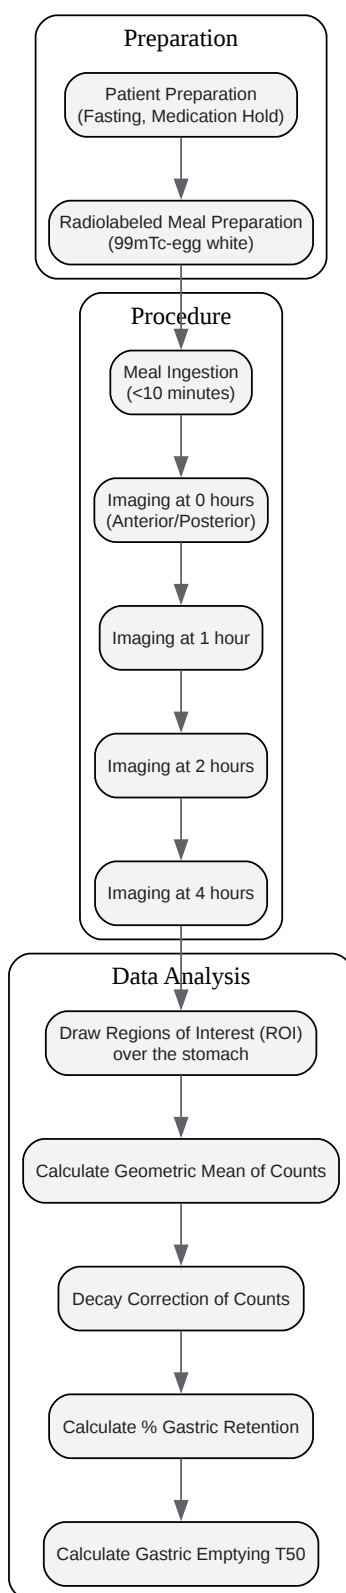 Preparation
Patient Preparation
(Fasting, Medication Hold)
Radiolabeled Meal Preparation
(99mTc-egg white)
Procedure
Meal Ingestion
(<10 minutes)
Imaging at 0 hours
(Anterior/Posterior)
Imaging at 1 hour
Imaging at 2 hours
Imaging at 4 hours
Data Analysis
Draw Regions of Interest (ROI)
over the stomach
Calculate Geometric Mean of Counts
Decay Correction of Counts
Calculate % Gastric Retention
Calculate Gastric Emptying T50